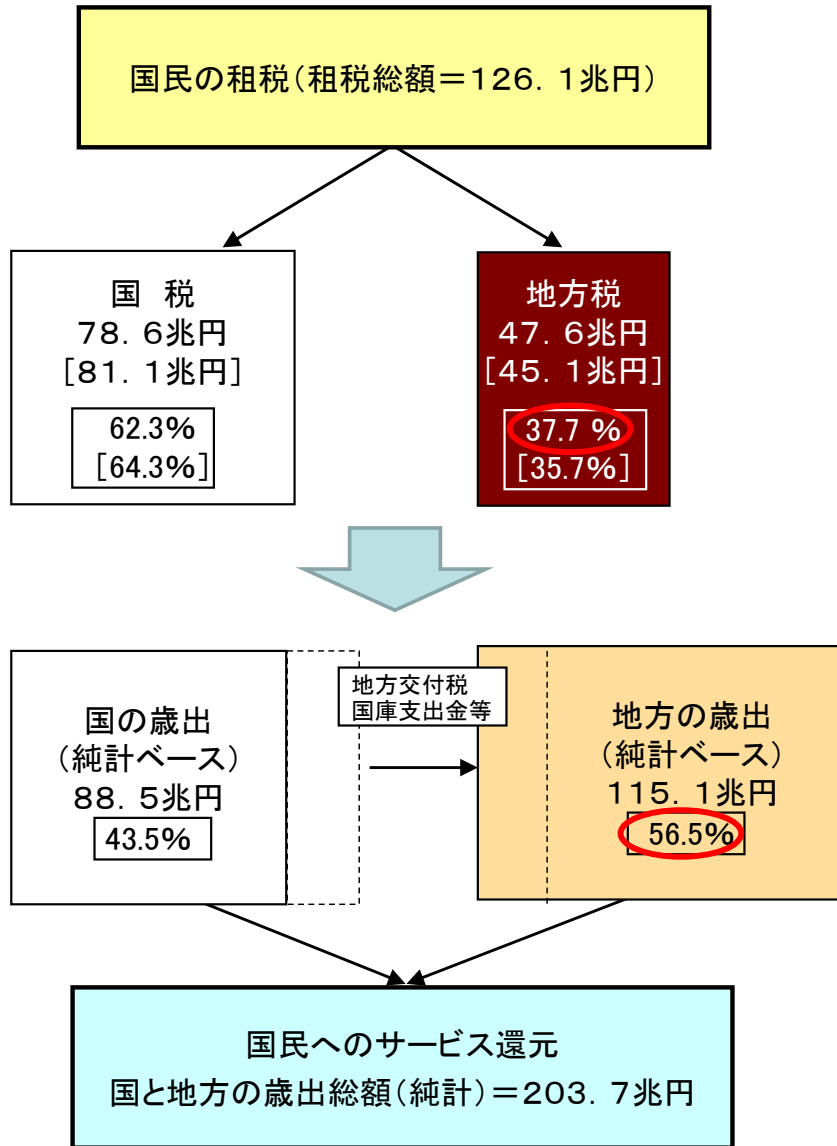 国民の租税(租税総額＝１２６．１兆円)
国　税
７８．６兆円
[８１．１兆円]
62.3%
[64.3%]
地方税
４７．６兆円
[４５．１兆円]
37.7 %
[35.7%]
国の歳出
(純計ベース)
８８．５兆円
43.5%
地方交付税
国庫支出金等
地方の歳出
(純計ベース)
１１５．１兆円
56.5%
国民へのサービス還元
国と地方の歳出総額(純計)＝２０３．７兆円